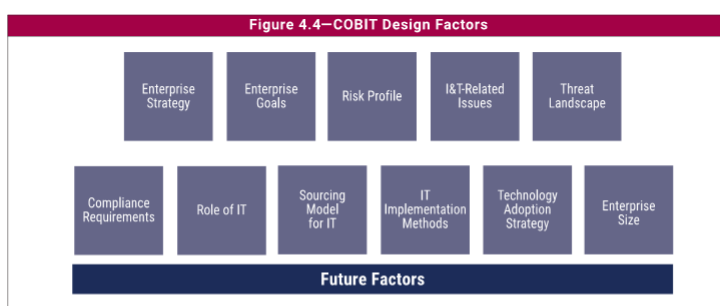 Figure 4.4—COBIT Design Factors
Enterprise
Strategy
Enterprise
Goals
Risk Profile
I&T-Related
Issues
Threat
Landscape
Compliance
Requirements
Role of IT
Sourcing
Model
for IT
IT
Implementation
Methods
Technology
Adoption
Strategy
Enterprise
Size
Future Factors